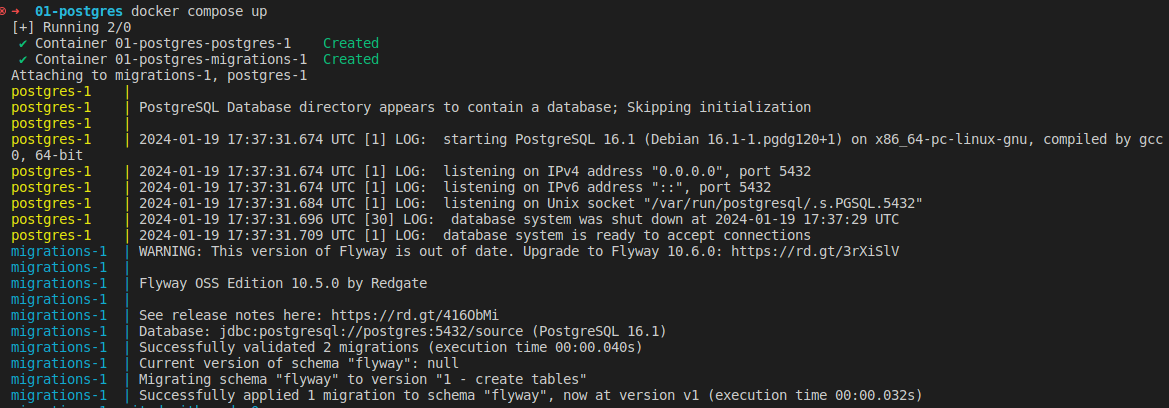 ➜ 01-postgres docker compose up
[+] Running 2/0
✔ Container 01-postgres-postgres-1    Created
✔ Container 01-postgres-migrations-1  Created
Attaching to migrations-1, postgres-1
postgres-1    |
postgres-1    | PostgreSQL Database directory appears to contain a database; Skipping initialization
postgres-1    |
postgres-1    | 2024-01-19 17:37:31.674 UTC [1] LOG:  starting PostgreSQL 16.1 (Debian 16.1-1.pgdg120+1) on x86_64-pc-linux-gnu, compiled by gcc
0, 64-bit
postgres-1    | 2024-01-19 17:37:31.674 UTC [1] LOG:  listening on IPv4 address "0.0.0.0", port 5432
postgres-1    | 2024-01-19 17:37:31.674 UTC [1] LOG:  listening on IPv6 address "::", port 5432
postgres-1    | 2024-01-19 17:37:31.684 UTC [1] LOG:  listening on Unix socket "/var/run/postgresql/.s.PGSQL.5432"
postgres-1    | 2024-01-19 17:37:31.696 UTC [30] LOG:  database system was shut down at 2024-01-19 17:37:29 UTC
postgres-1    | 2024-01-19 17:37:31.709 UTC [1] LOG:  database system is ready to accept connections
migrations-1  | WARNING: This version of Flyway is out of date. Upgrade to Flyway 10.6.0: https://rd.gt/3rXiSlV
migrations-1  |
migrations-1  | Flyway OSS Edition 10.5.0 by Redgate
migrations-1  |
migrations-1  | See release notes here: https://rd.gt/416ObMi
migrations-1  | Database: jdbc:postgresql://postgres:5432/source (PostgreSQL 16.1)
migrations-1  | Successfully validated 2 migrations (execution time 00:00.040s)
migrations-1  | Current version of schema "flyway": null
migrations-1  | Migrating schema "flyway" to version "1 - create tables"
migrations-1  | Successfully applied 1 migration to schema "flyway", now at version v1 (execution time 00:00.032s)